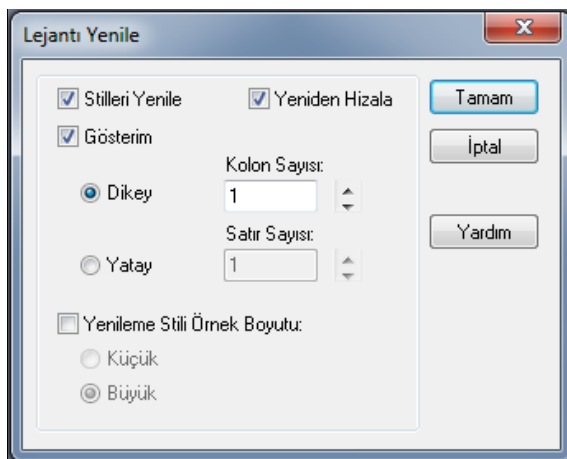 Lejantı Yenile
Stilleri Yenile Yeniden Hizala Tamam
Gösterim
İptal
Kolon Sayısı:
Dikey 1
Satır Sayısı: Yardım
Yatay 1
Yenileme Stili Örnek Boyutu:
Küçük
Büyük